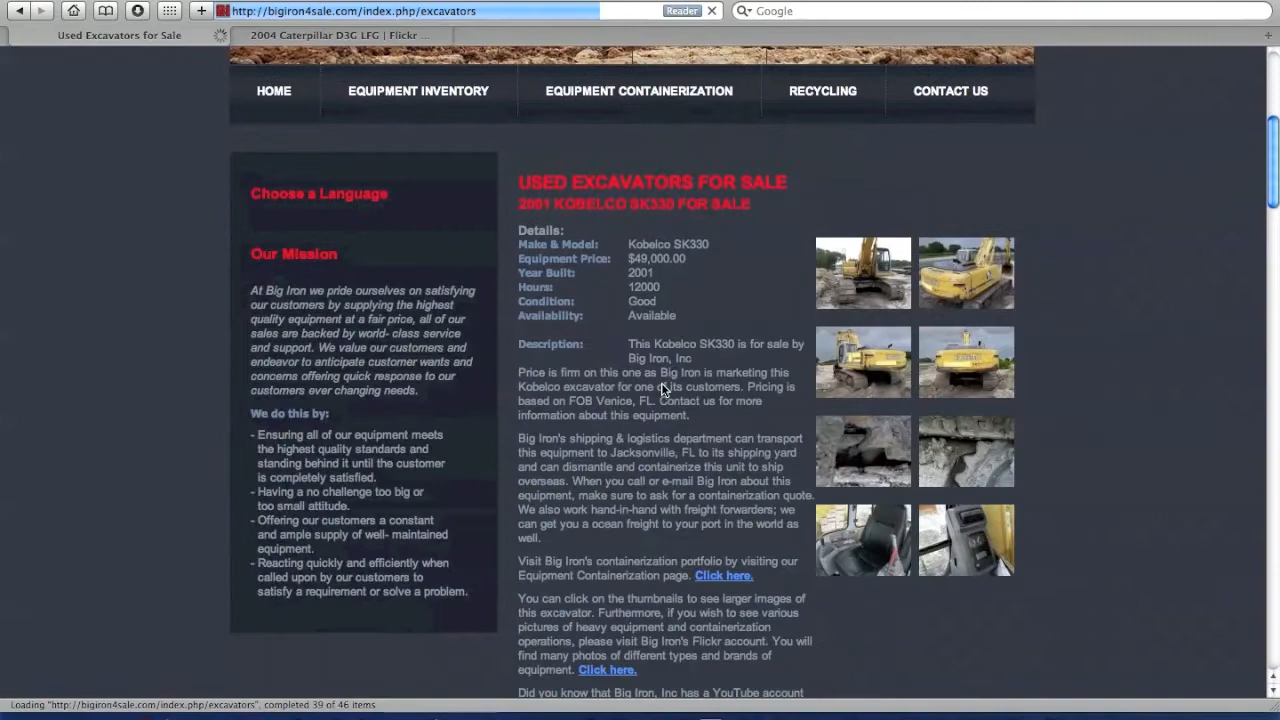 http://bigiron4sale.com/index.php/excavators
Reader
Google
Used Excavators for Sale
2004 Caterpillar D3G LFG | Flickr ...
HOME
EQUIPMENT INVENTORY
EQUIPMENT CONTAINERIZATION
RECYCLING
CONTACT US
Choose a Language
Our Mission
At Big Iron we pride ourselves on satisfying
our customers by supplying the highest
quality equipment at a fair price, all of our
sales are backed by world- class service
and support. We value our customers and
endeavor to anticipate customer wants and
concerns offering quick response to our
customers ever changing needs.
We do this by:
- Ensuring all of our equipment meets
the highest quality standards and
standing behind it until the customer
is completely satisfied.
- Having a no challenge too big or
too small attitude.
- Offering our customers a constant
and ample supply of well- maintained
equipment.
- Reacting quickly and efficiently when
called upon by our customers to
satisfy a requirement or solve a problem.
USED EXCAVATORS FOR SALE
2001 KOBELCO SK330 FOR SALE
Details:
Make & Model: Kobelco SK330
Equipment Price: $49,000.00
Year Built: 2001
Hours: 12000
Condition: Good
Availability: Available
Description: This Kobelco SK330 is for sale by
Big Iron, Inc
Price is firm on this one as Big Iron is marketing this
Kobelco excavator for one of its customers. Pricing is
based on FOB Venice, FL. Contact us for more
information about this equipment.
Big Iron's shipping & logistics department can transport
this equipment to Jacksonville, FL to its shipping yard
and can dismantle and containerize this unit to ship
overseas. When you call or e-mail Big Iron about this
equipment, make sure to ask for a containerization quote.
We also work hand-in-hand with freight forwarders; we
can get you a ocean freight to your port in the world as
well.
Visit Big Iron's containerization portfolio by visiting our
Equipment Containerization page. Click here.
You can click on the thumbnails to see larger images of
this excavator. Furthermore, if you wish to see various
pictures of heavy equipment and containerization
operations, please visit Big Iron's Flickr account. You will
find many photos of different types and brands of
equipment. Click here.
Did you know that Big Iron, Inc has a YouTube account
Loading "http://bigiron4sale.com/index.php/excavators", completed 39 of 46 items